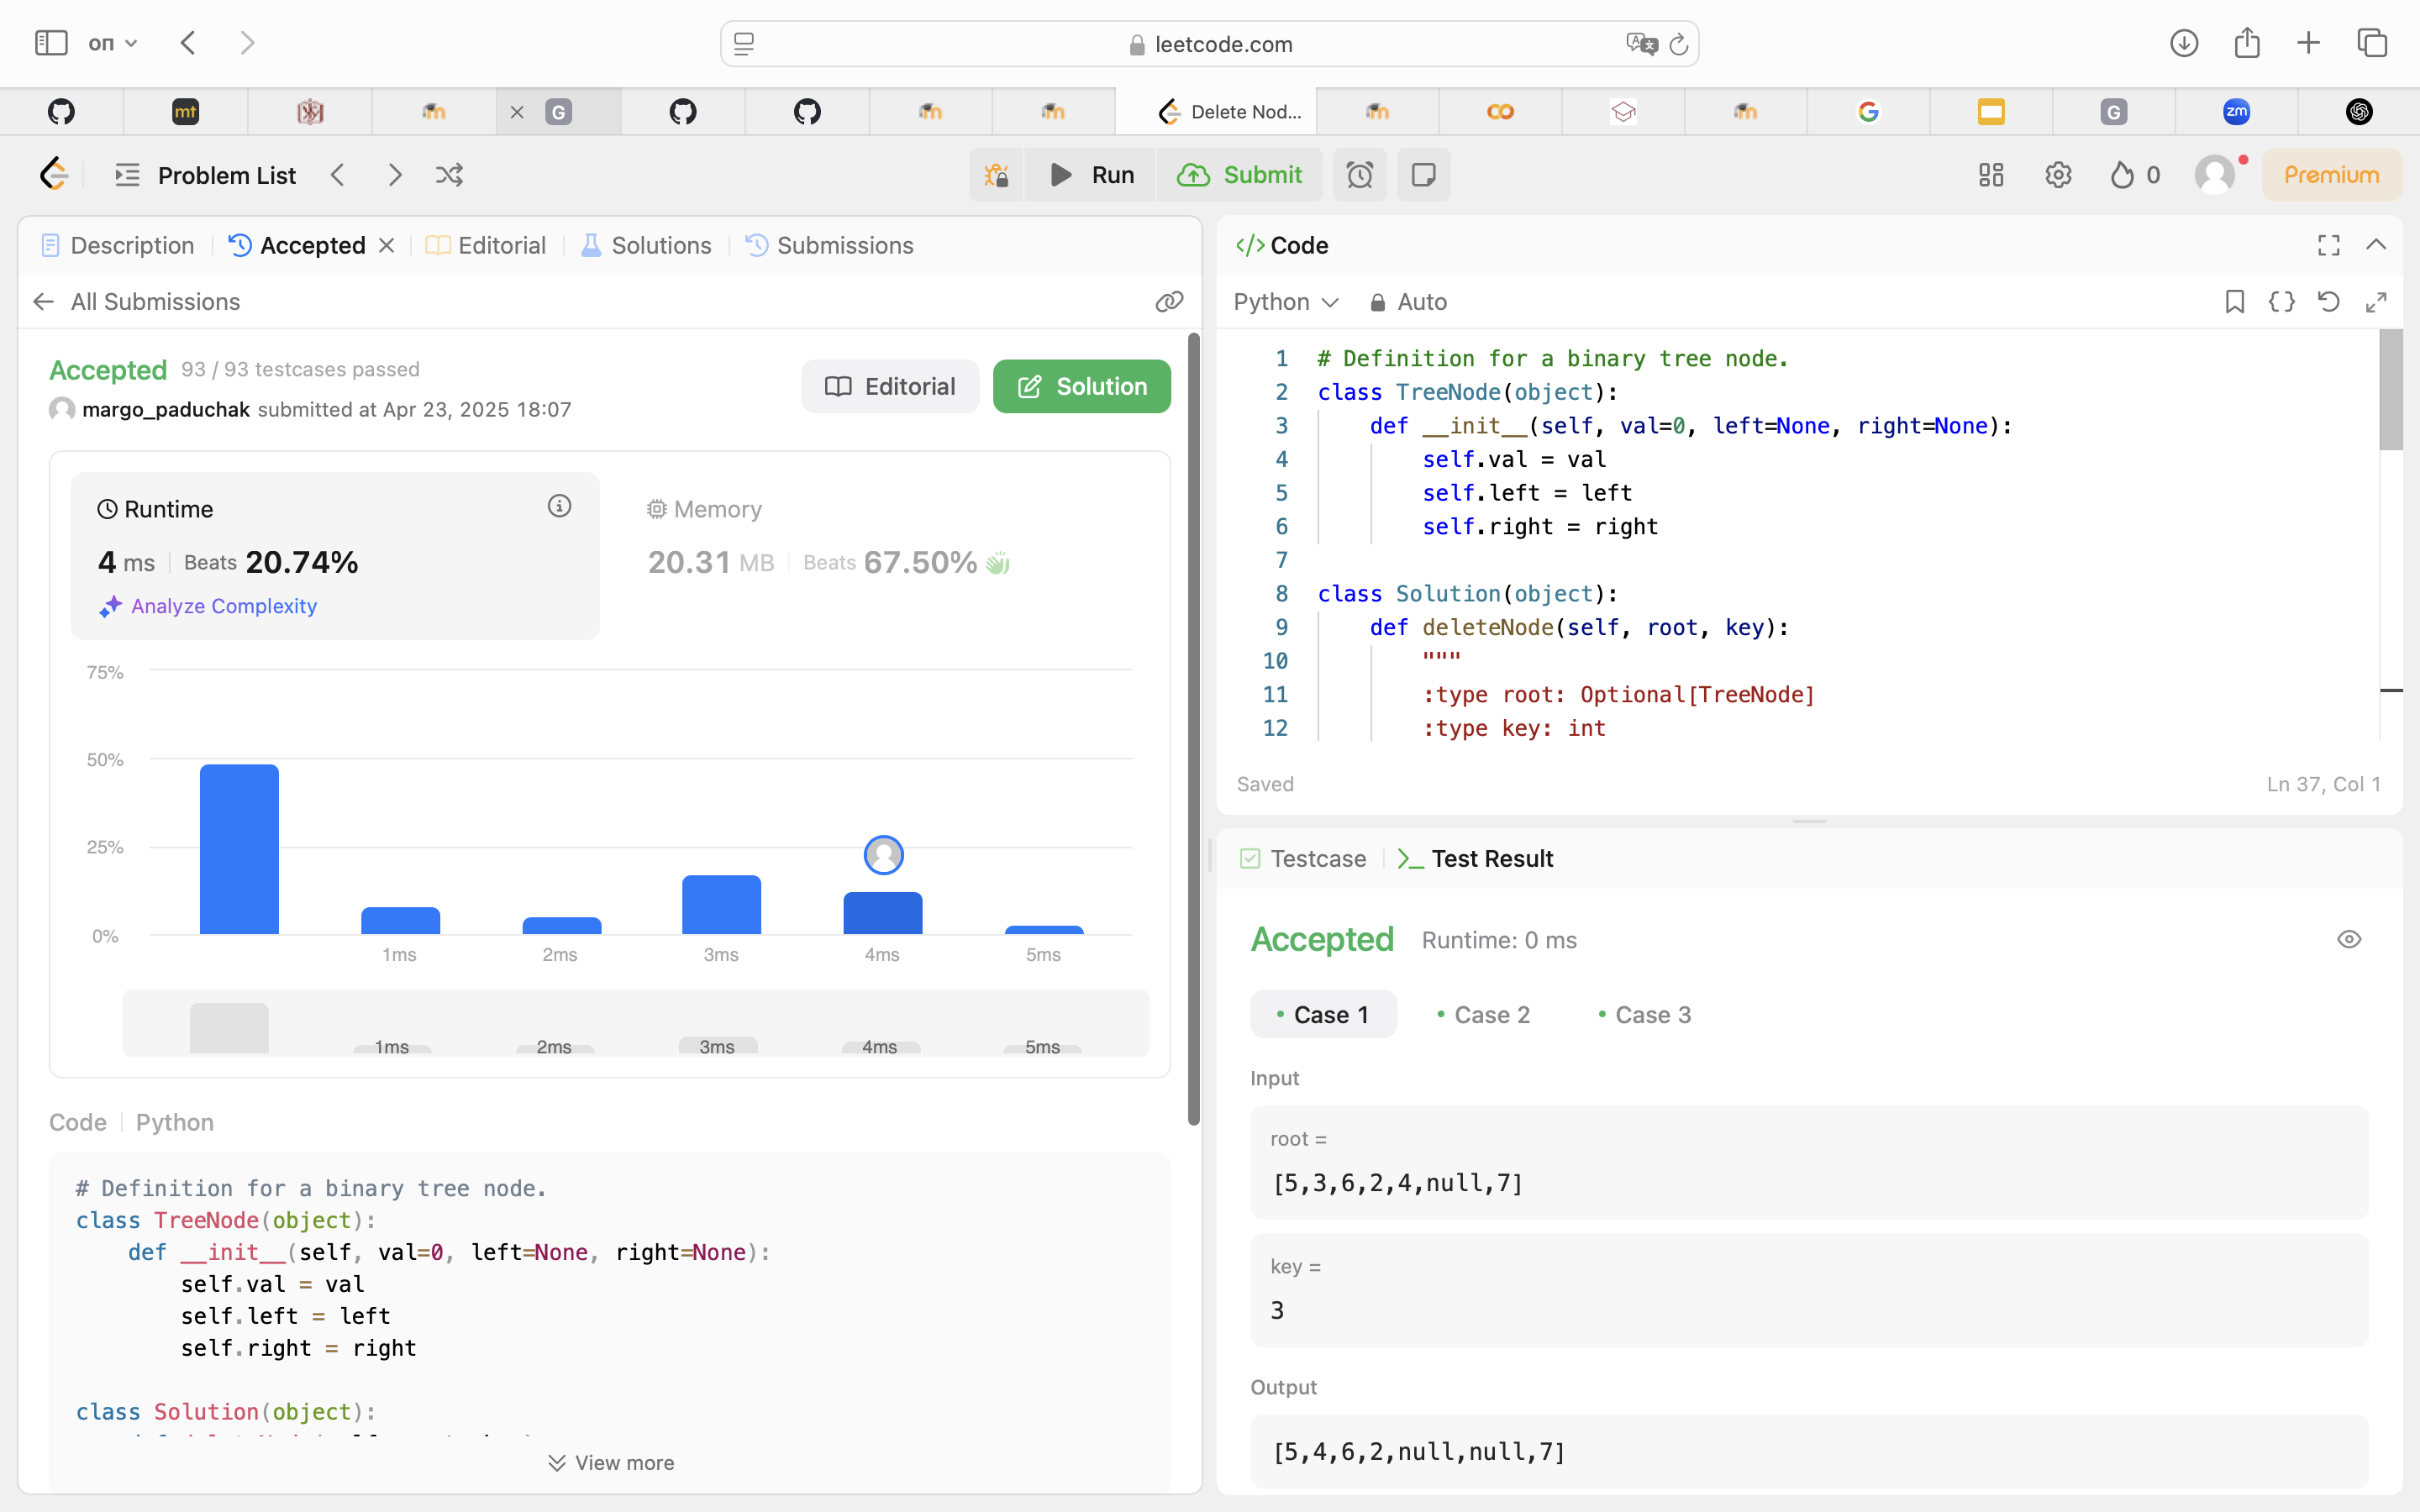 оп
leetcode.com
mt
G
Delete Nod...
G
zm
Problem List
Run
Submit
0
Premium
Description
Accepted
Editorial
Solutions
Submissions
All Submissions
Accepted 93 / 93 testcases passed
margo_paduchak submitted at Apr 23, 2025 18:07
Editorial
Solution
Runtime
4 ms Beats 20.74%
Analyze Complexity
Memory
20.31 MB Beats 67.50%
75%
50%
25%
0%
1ms 2ms 3ms 4ms 5ms
1ms 2ms 3ms 4ms 5ms
Code Python
# Definition for a binary tree node.
class TreeNode(object):
    def __init__(self, val=0, left=None, right=None):
        self.val = val
        self.left = left
        self.right = right
class Solution(object):
View more
</> Code
Python Auto
1 # Definition for a binary tree node.
2 class TreeNode(object):
3     def __init__(self, val=0, left=None, right=None):
4         self.val = val
5         self.left = left
6         self.right = right
7
8 class Solution(object):
9     def deleteNode(self, root, key):
10         """
11         :type root: Optional[TreeNode]
12         :type key: int
Saved
Ln 37, Col 1
Testcase
Test Result
Accepted Runtime: 0 ms
Case 1 Case 2 Case 3
Input
root =
[5,3,6,2,4,null,7]
key =
3
Output
[5,4,6,2,null,null,7]